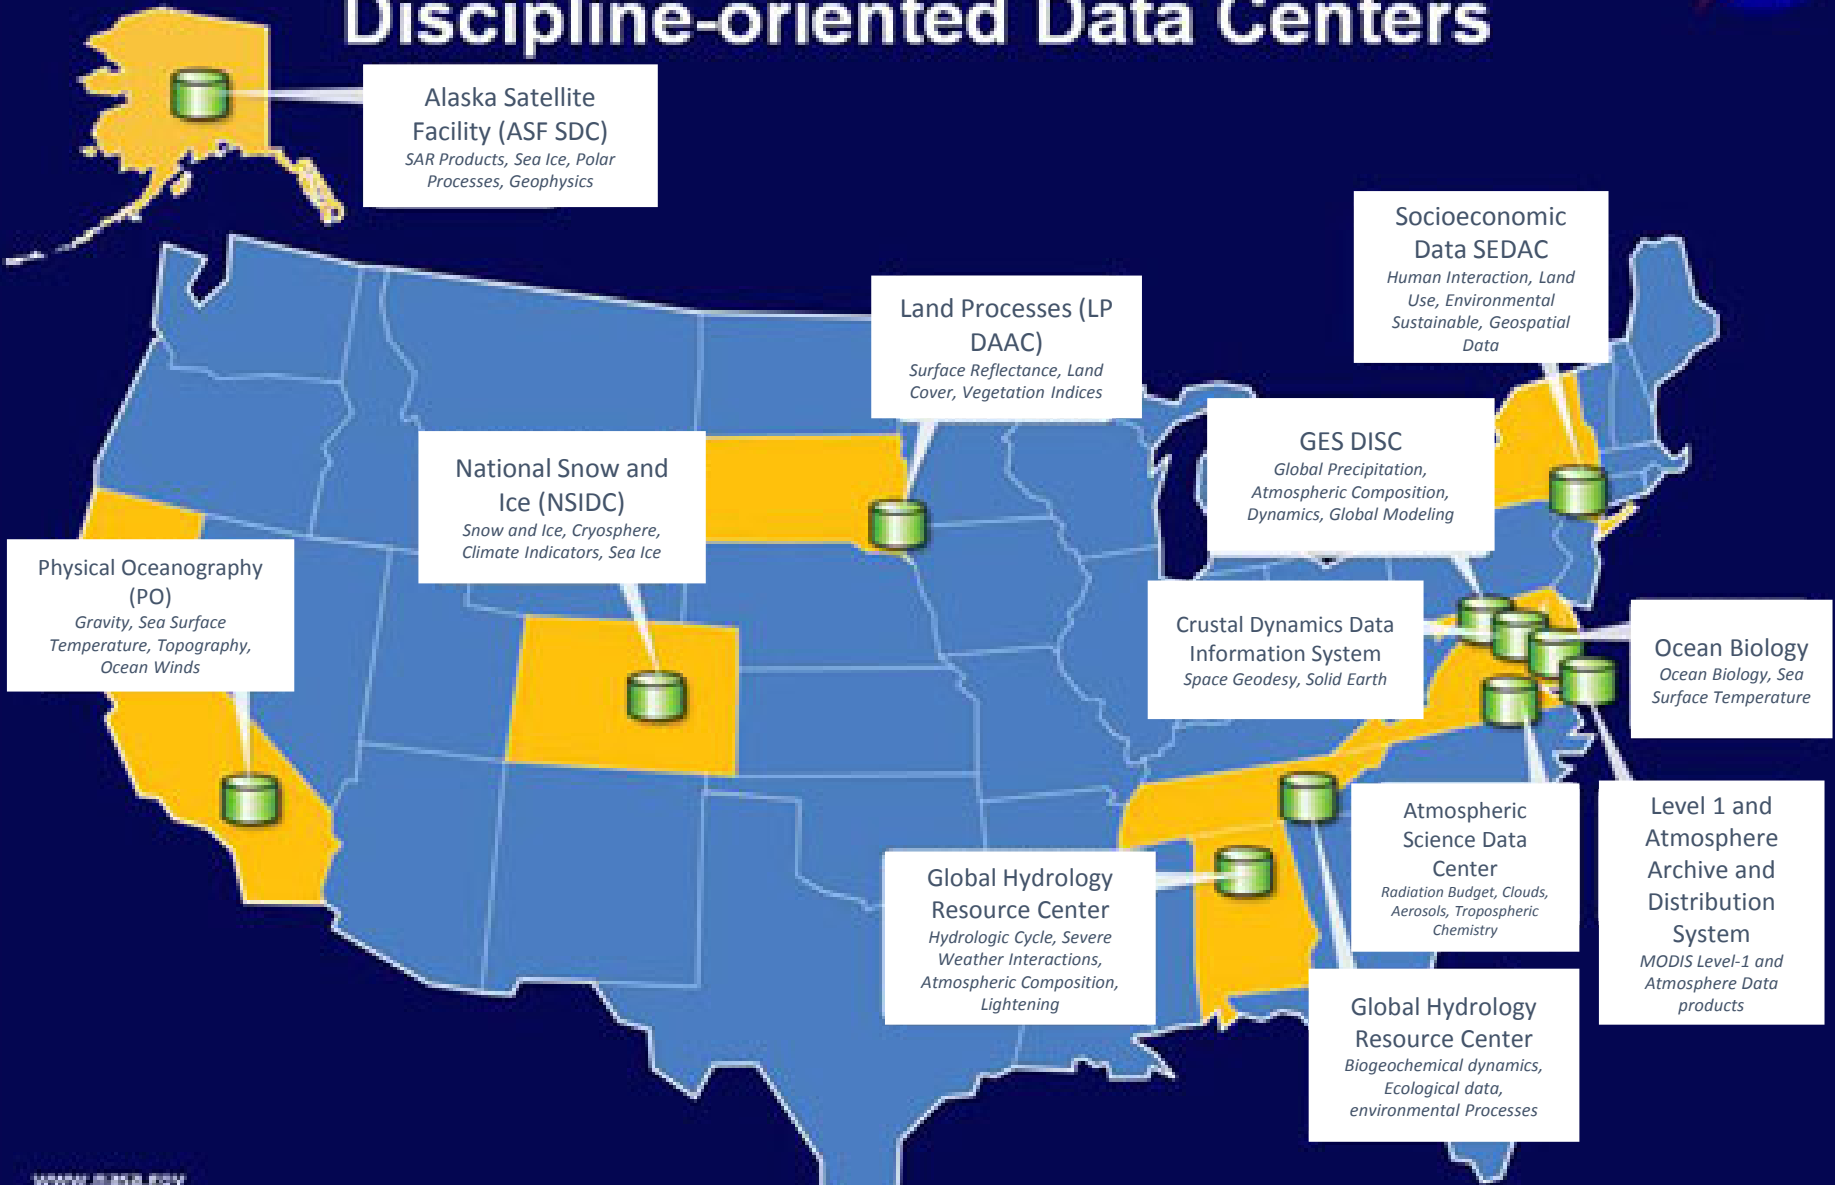 Discipline-oriented Data Centers
Alaska Satellite
Facility (ASF SDC)
SAR Products, Sea Ice, Polar
Processes, Geophysics
Socioeconomic
Data SEDAC
Human Interaction, Land
Use, Environmental
Sustainable, Geospatial
Data
Land Processes (LP
DAAC)
Surface Reflectance, Land
Cover, Vegetation Indices
GES DISC
Global Precipitation,
Atmospheric Composition,
Dynamics, Global Modeling
National Snow and
Ice (NSIDC)
Snow and Ice, Cryosphere,
Climate Indicators, Sea Ice
Physical Oceanography
(PO)
Gravity, Sea Surface
Temperature, Topography,
Ocean Winds
Crustal Dynamics Data
Information System
Space Geodesy, Solid Earth
Ocean Biology
Ocean Biology, Sea
Surface Temperature
Global Hydrology
Resource Center
Hydrologic Cycle, Severe
Weather Interactions,
Atmospheric Composition,
Lightening
Atmospheric
Science Data
Center
Radiation Budget, Clouds,
Aerosols, Tropospheric
Chemistry
Level 1 and
Atmosphere
Archive and
Distribution
System
MODIS Level-1 and
Atmosphere Data
products
Global Hydrology
Resource Center
Biogeochemical dynamics,
Ecological data,
environmental Processes
www.nasa.gov